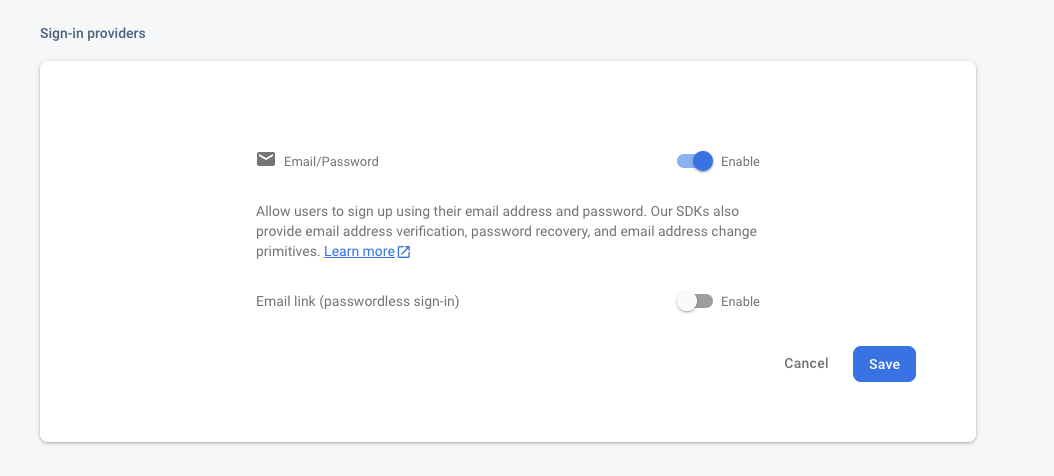 Sign-in providers
Email/Password
Enable
Allow users to sign up using their email address and password. Our SDKs also
provide email address verification, password recovery, and email address change
primitives. Learn more
Email link (passwordless sign-in)
Enable
Cancel
Save